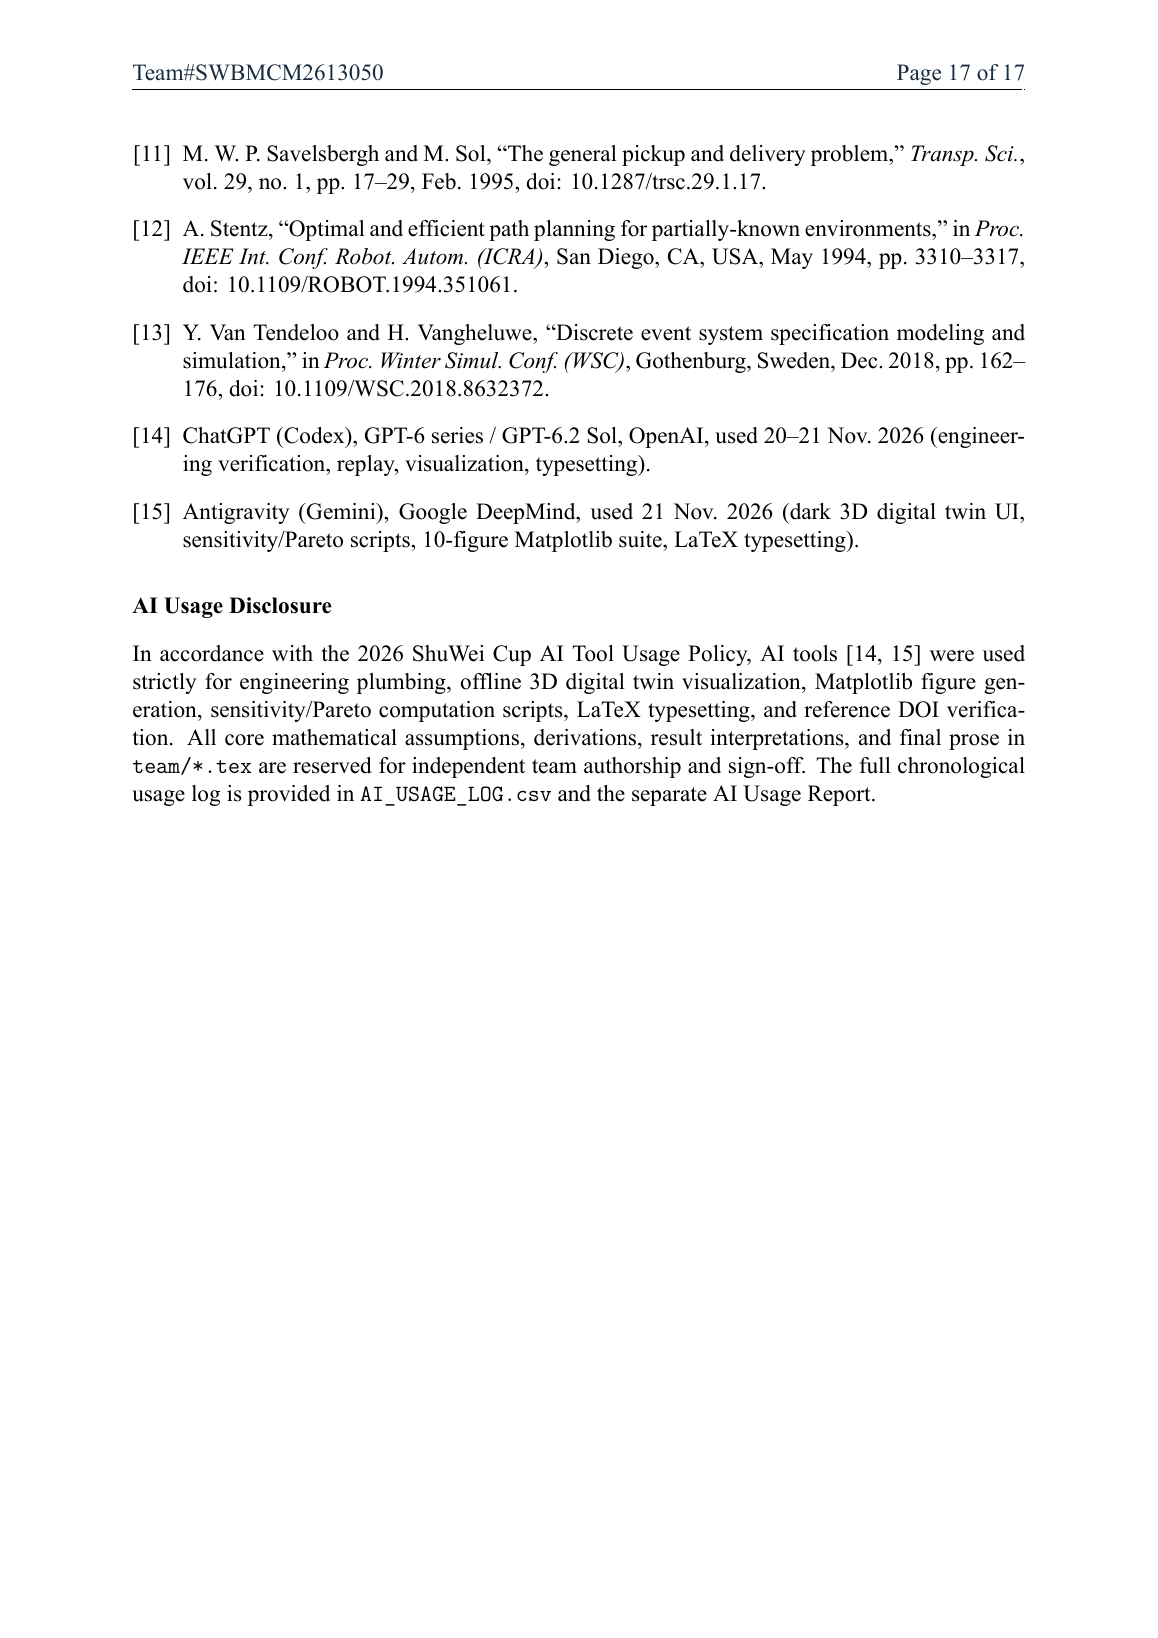 Team#SWBMCM2613050 Page 17 of 17
[11] M. W. P. Savelsbergh and M. Sol, “The general pickup and delivery problem,” Transp. Sci.,
vol. 29, no. 1, pp. 17–29, Feb. 1995, doi: 10.1287/trsc.29.1.17.
[12] A. Stentz, “Optimal and efficient path planning for partially-known environments,” in Proc.
IEEE Int. Conf. Robot. Autom. (ICRA), San Diego, CA, USA, May 1994, pp. 3310–3317,
doi: 10.1109/ROBOT.1994.351061.
[13] Y. Van Tendeloo and H. Vangheluwe, “Discrete event system specification modeling and
simulation,” in Proc. Winter Simul. Conf. (WSC), Gothenburg, Sweden, Dec. 2018, pp. 162–
176, doi: 10.1109/WSC.2018.8632372.
[14] ChatGPT (Codex), GPT-6 series / GPT-6.2 Sol, OpenAI, used 20–21 Nov. 2026 (engineer-
ing verification, replay, visualization, typesetting).
[15] Antigravity (Gemini), Google DeepMind, used 21 Nov. 2026 (dark 3D digital twin UI,
sensitivity/Pareto scripts, 10-figure Matplotlib suite, LaTeX typesetting).
AI Usage Disclosure
In accordance with the 2026 ShuWei Cup AI Tool Usage Policy, AI tools [14, 15] were used
strictly for engineering plumbing, offline 3D digital twin visualization, Matplotlib figure gen-
eration, sensitivity/Pareto computation scripts, LaTeX typesetting, and reference DOI verifica-
tion. All core mathematical assumptions, derivations, result interpretations, and final prose in
team/*.tex are reserved for independent team authorship and sign-off. The full chronological
usage log is provided in AI_USAGE_LOG.csv and the separate AI Usage Report.